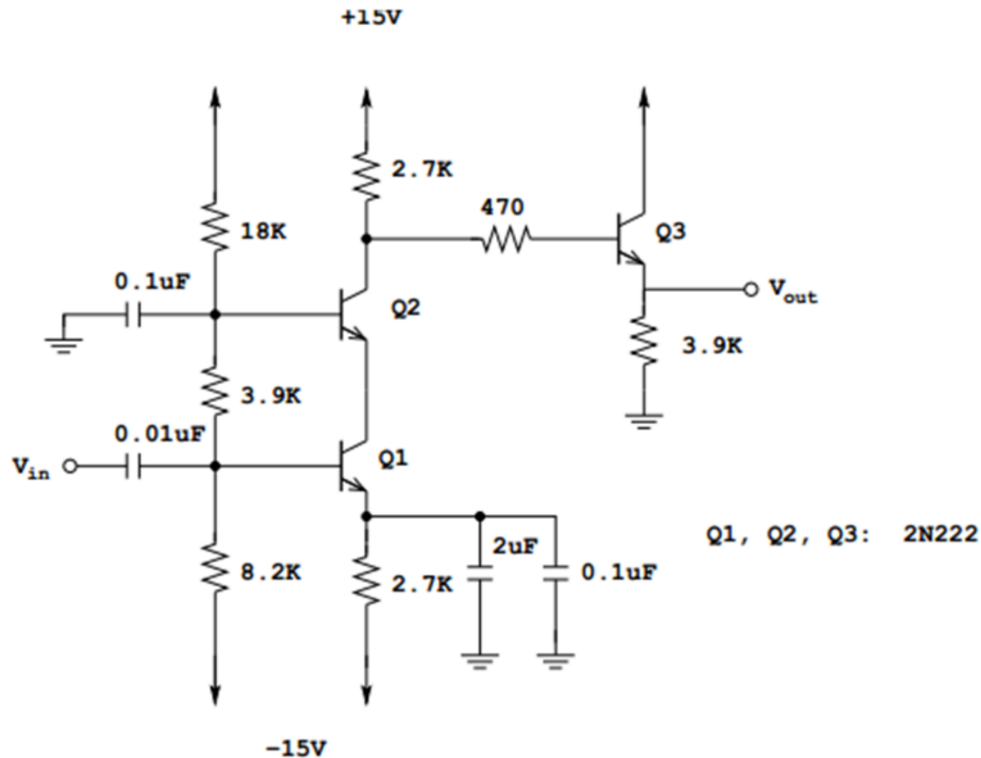 +15V
2.7K
470
18K
Q3
0.1uF
Q2
Vout
3.9K
3.9K
0.01uF
Vin
Q1
Q1, Q2, Q3: 2N222
2uF
8.2K
2.7K
0.1uF
-15V